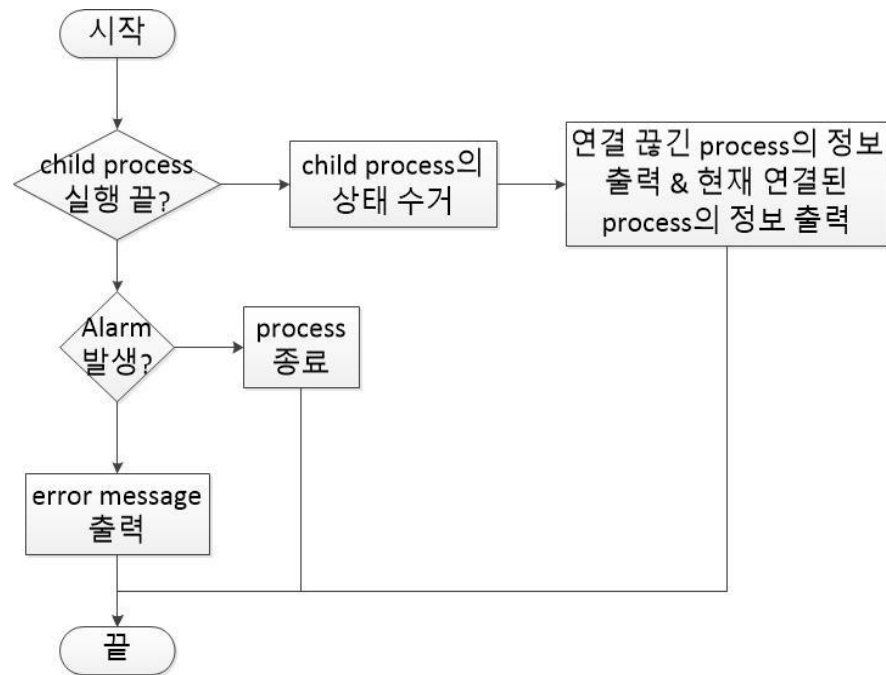 시작
child process
실행 끝?
child process의
상태 수거
연결 끊긴 process의 정보
출력 & 현재 연결된
process의 정보 출력
Alarm
발생?
process
종료
error message
출력
끝